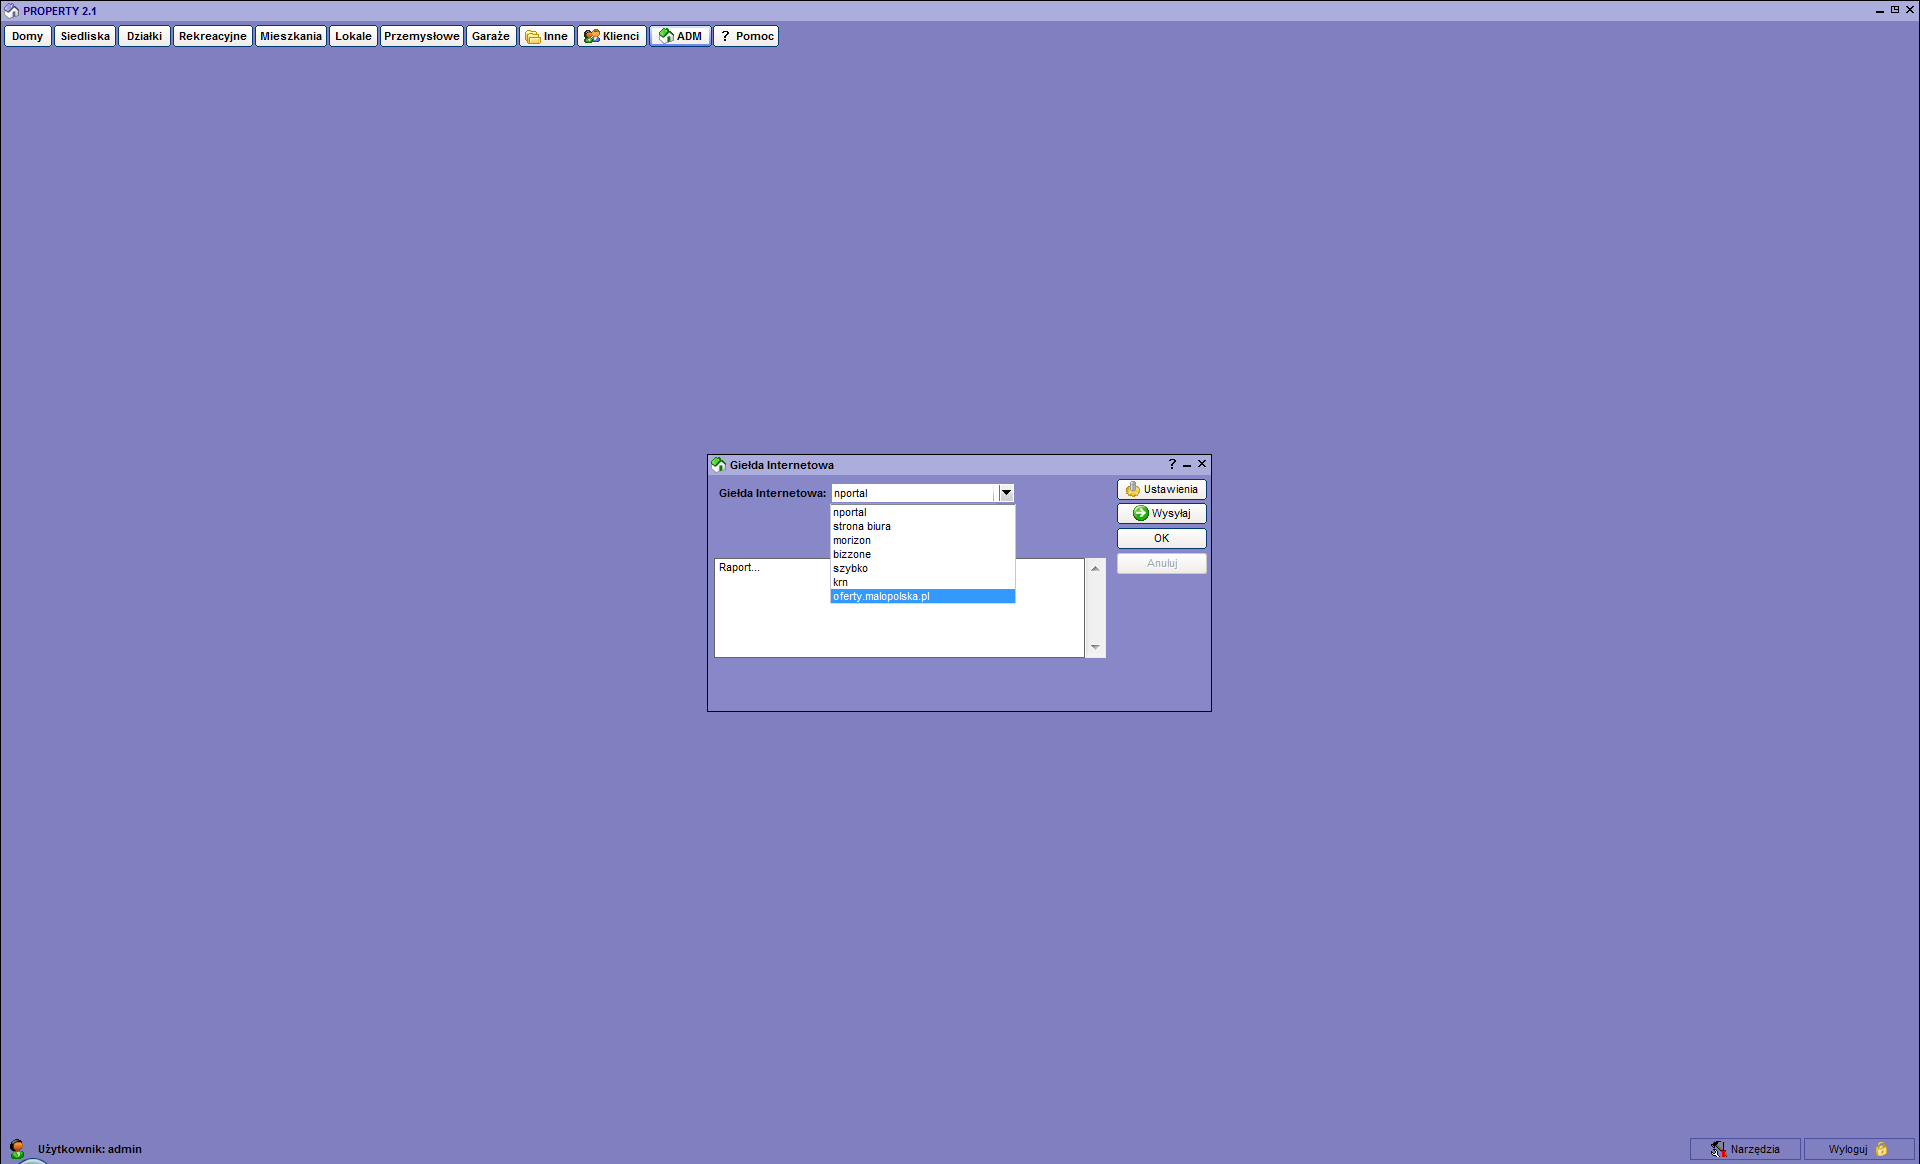 PROPERTY 2.1
Domy Siedliska Działki Rekreacyjne Mieszkania Lokale Przemysłowe Garaże Inne Klienci ADM ? Pomoc
Giełda Internetowa ?
Giełda Internetowa: nportal
Ustawienia
nportal
Wysyłaj
strona biura
morizon
OK
bizzone
Anuluj
Raport...
szybko
krn
oferty.malopolska.pl
Użytkownik: admin
Narzędzia
Wyloguj